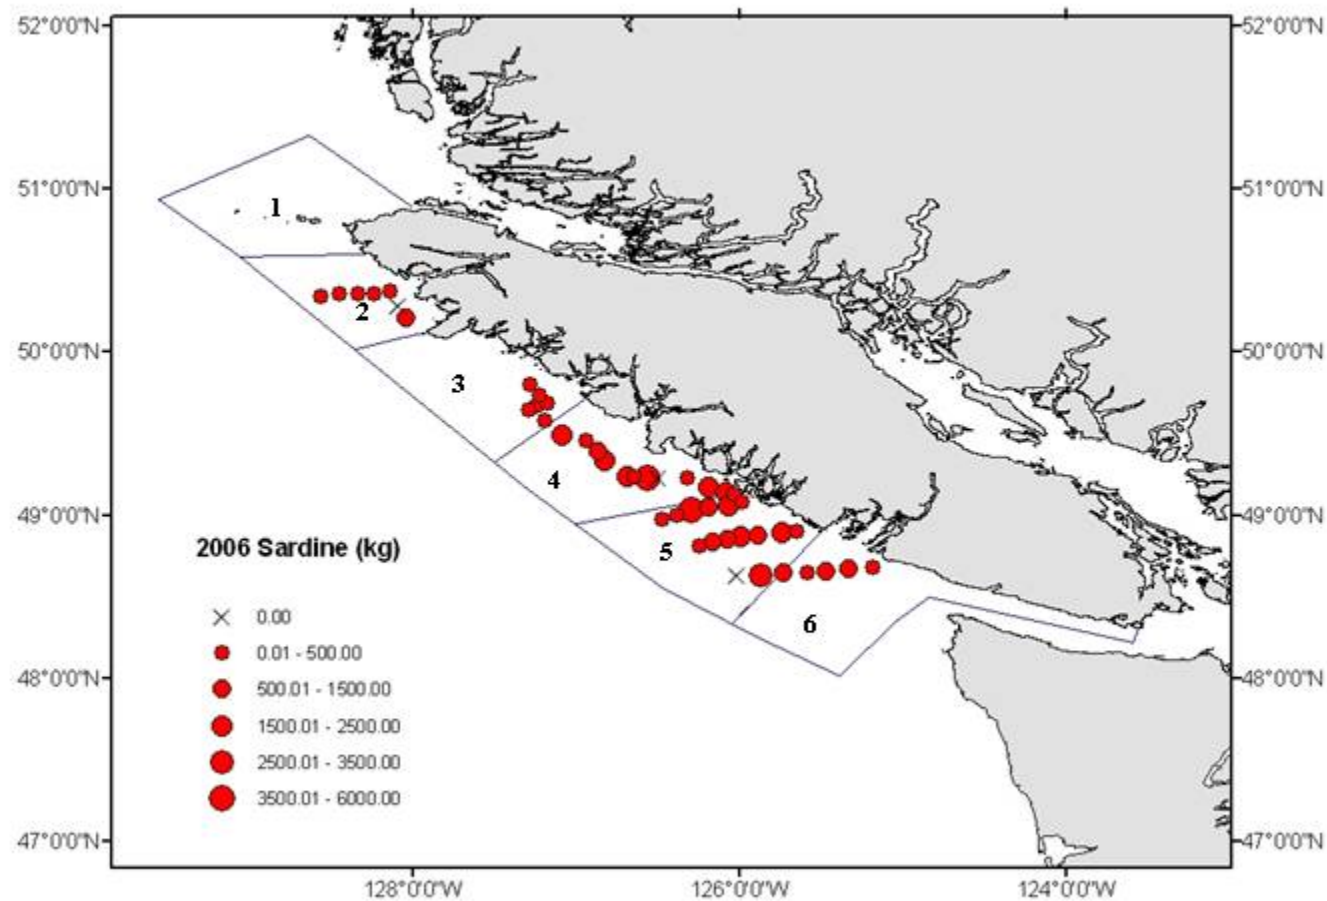 52°0'0"N 52°0'0"N
51°0'0"N 1 51°0'0"N
2
50°0'0"N 50°0'0"N
3
4
49°0'0"N 49°0'0"N
5
6
2006 Sardine (kg)
0.00
0.01 - 500.00
500.01 - 1500.00
1500.01 - 2500.00
2500.01 - 3500.00
3500.01 - 6000.00
48°0'0"N 48°0'0"N
47°0'0"N 47°0'0"N
128°0'0"W 126°0'0"W 124°0'0"W